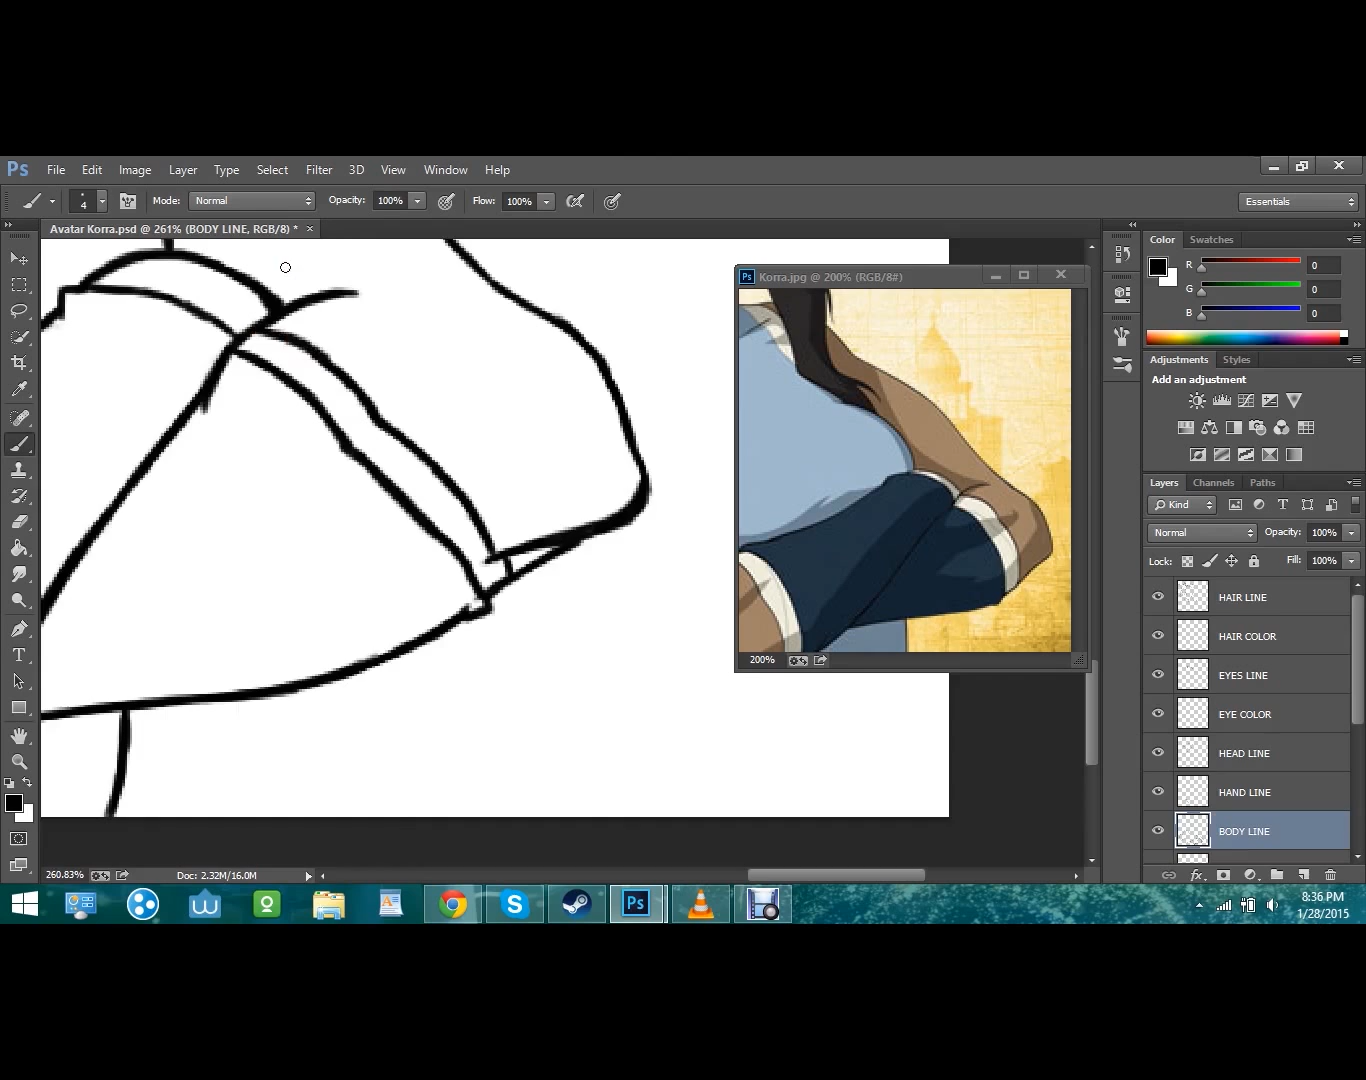 Ps File Edit Image Layer Type Select Filter 3D View Window Help
4 Mode: Normal Opacity: 100% Flow: 100% Essentials
Avatar Korra.psd @ 261% (BODY LINE, RGB/8) * ×
Color Swatches
R 0
G 0
B 0
Ps Korra.jpg @ 200% (RGB/8#)
200%
Adjustments Styles
Add an adjustment
Layers Channels Paths
Kind
Normal Opacity: 100%
Lock: Fill: 100%
HAIR LINE
HAIR COLOR
EYES LINE
EYE COLOR
HEAD LINE
HAND LINE
BODY LINE
fx
T
260.83% Doc: 2.32M/16.0M
Ps
8:36 PM
1/28/2015